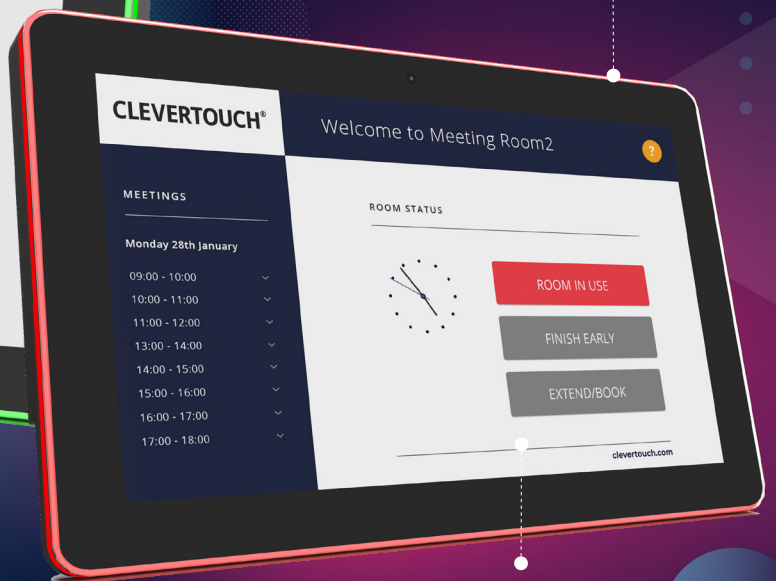 CLEVERTOUCH®
Welcome to Meeting Room2
?
MEETINGS
Monday 28th January
09:00 - 10:00
10:00 - 11:00
11:00 - 12:00
13:00 - 14:00
14:00 - 15:00
15:00 - 16:00
16:00 - 17:00
17:00 - 18:00
ROOM STATUS
ROOM IN USE
FINISH EARLY
EXTEND/BOOK
clevertouch.com